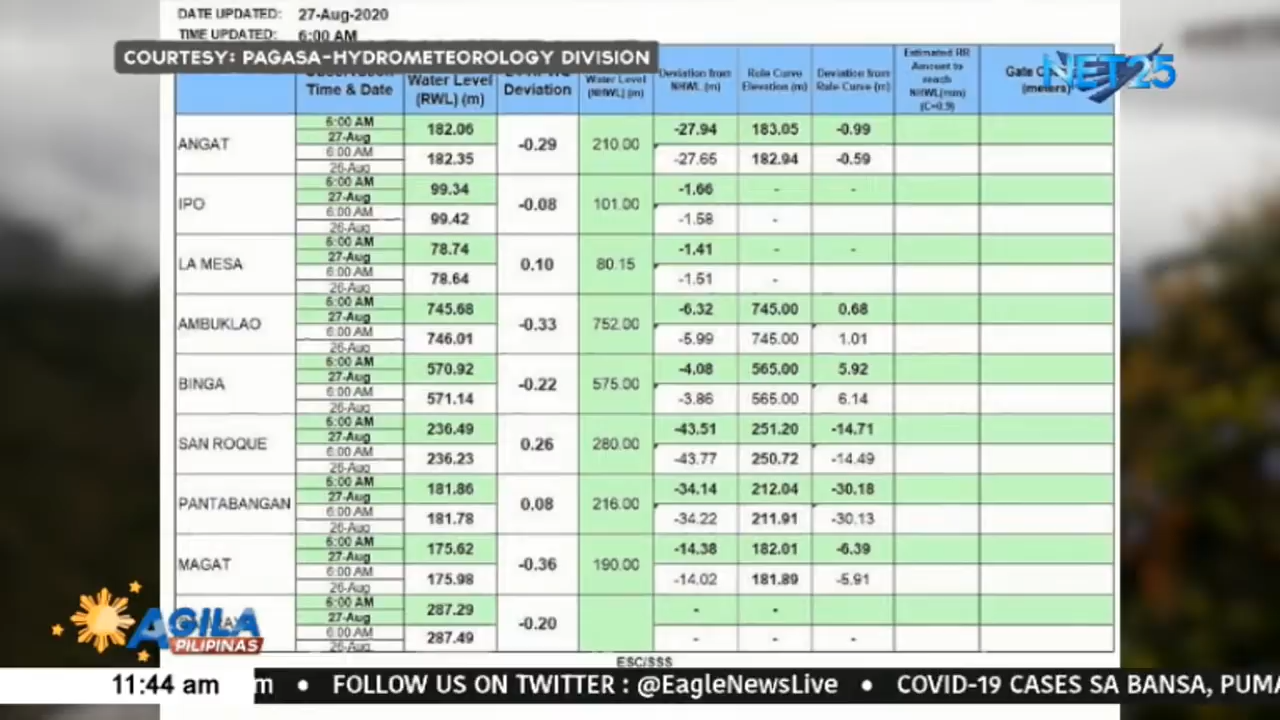 DATE UPDATED: 27-Aug-2020
TIME UPDATED: 6:00 AM
COURTESY: PAGASA-HYDROMETEOROLOGY DIVISION
NET25
Time & Date
Water Level
(RWL) (m)
Deviation
Water Level
(NHWL) (m)
Deviation from
NHWL (m)
Rule Curve
Elevation (m)
Deviation from
Rule Curve (m)
Estimated RR
Amount to
reach
NHWL(mm)
(C=0.9)
Gate
(meters)
ANGAT
6:00 AM
27-Aug
182.06
-0.29
210.00
-27.94
183.05
-0.99
6:00 AM
26-Aug
182.35
-27.65
182.94
-0.59
IPO
6:00 AM
27-Aug
99.34
-0.08
101.00
-1.66
-
-
6:00 AM
26-Aug
99.42
-1.58
-
LA MESA
6:00 AM
27-Aug
78.74
0.10
80.15
-1.41
-
-
6:00 AM
26-Aug
78.64
-1.51
-
AMBUKLAO
6:00 AM
27-Aug
745.68
-0.33
752.00
-6.32
745.00
0.68
6:00 AM
26-Aug
746.01
-5.99
745.00
1.01
BINGA
6:00 AM
27-Aug
570.92
-0.22
575.00
-4.08
565.00
5.92
6:00 AM
26-Aug
571.14
-3.86
565.00
6.14
SAN ROQUE
6:00 AM
27-Aug
236.49
0.26
280.00
-43.51
251.20
-14.71
6:00 AM
26-Aug
236.23
-43.77
250.72
-14.49
PANTABANGAN
6:00 AM
27-Aug
181.86
0.08
216.00
-34.14
212.04
-30.18
6:00 AM
26-Aug
181.78
-34.22
211.91
-30.13
MAGAT
6:00 AM
27-Aug
175.62
-0.36
190.00
-14.38
182.01
-6.39
6:00 AM
26-Aug
175.98
-14.02
181.89
-5.91
6:00 AM
27-Aug
287.29
-0.20
-
-
6:00 AM
26-Aug
287.49
-
-
-
ESC/SSS
AGILA
PILIPINAS
11:44 am
m • FOLLOW US ON TWITTER : @EagleNewsLive • COVID-19 CASES SA BANSA, PUMA